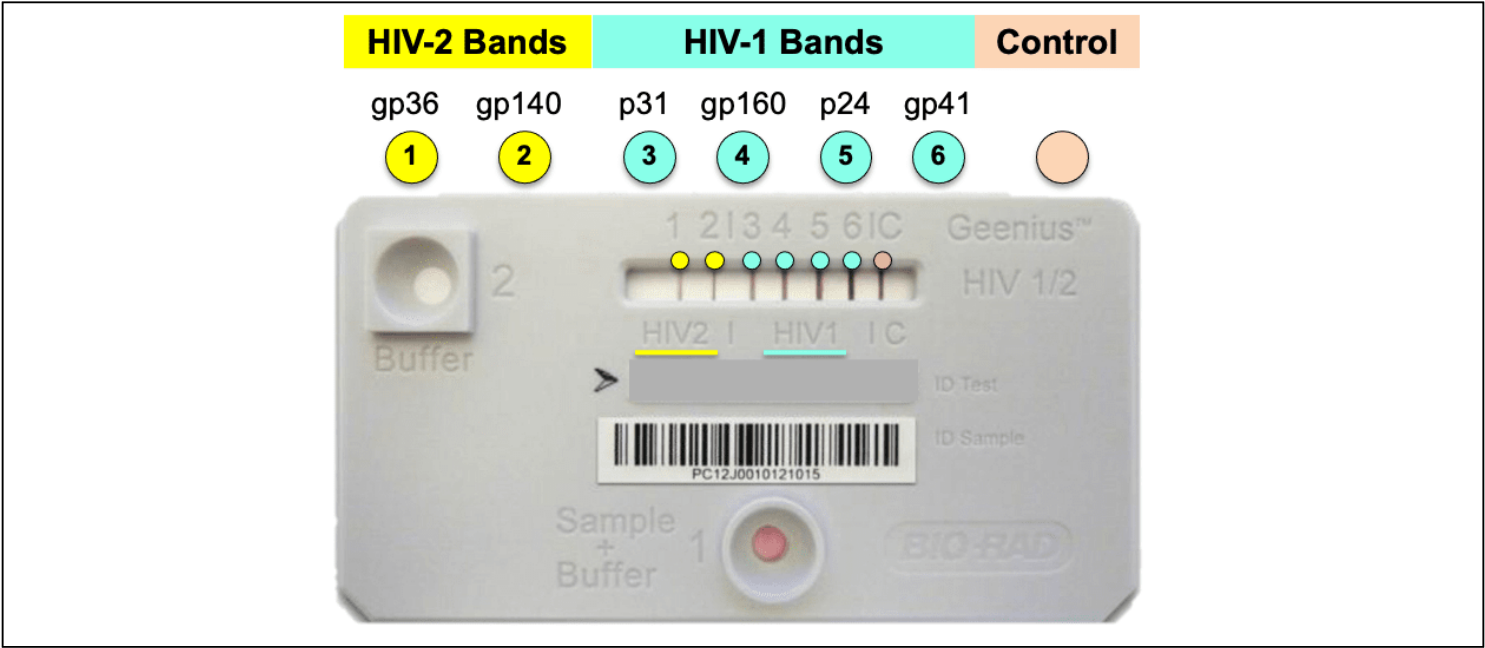 HIV-2 Bands HIV-1 Bands Control
gp36 gp140 p31 gp160 p24 gp41
1 2 3 4 5 6
1 2 I 3 4 5 6 I C Geenius™
2 HIV 1/2
HIV2 I HIV1 I C
Buffer
ID Test
ID Sample
PC12J0010121015
Sample
+
Buffer
1
BIO-RAD